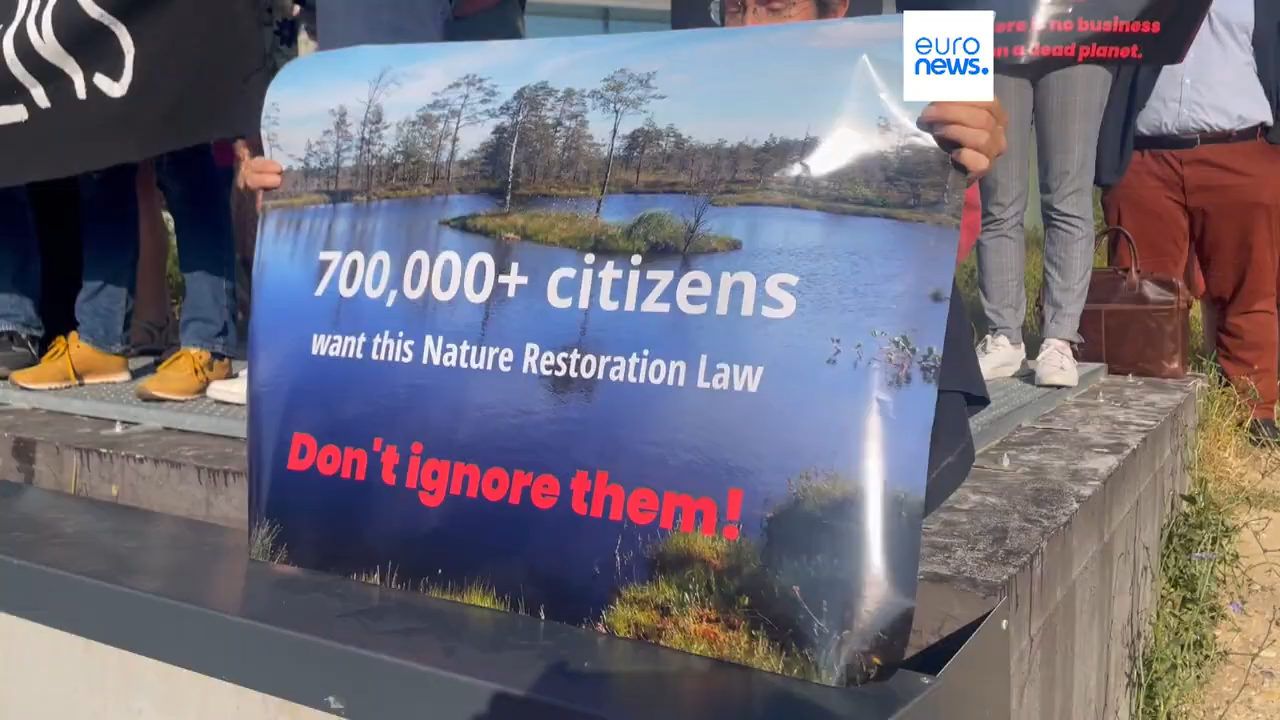 euro
news.
no business
dead planet.
700,000+ citizens
want this Nature Restoration Law
Don't ignore them!